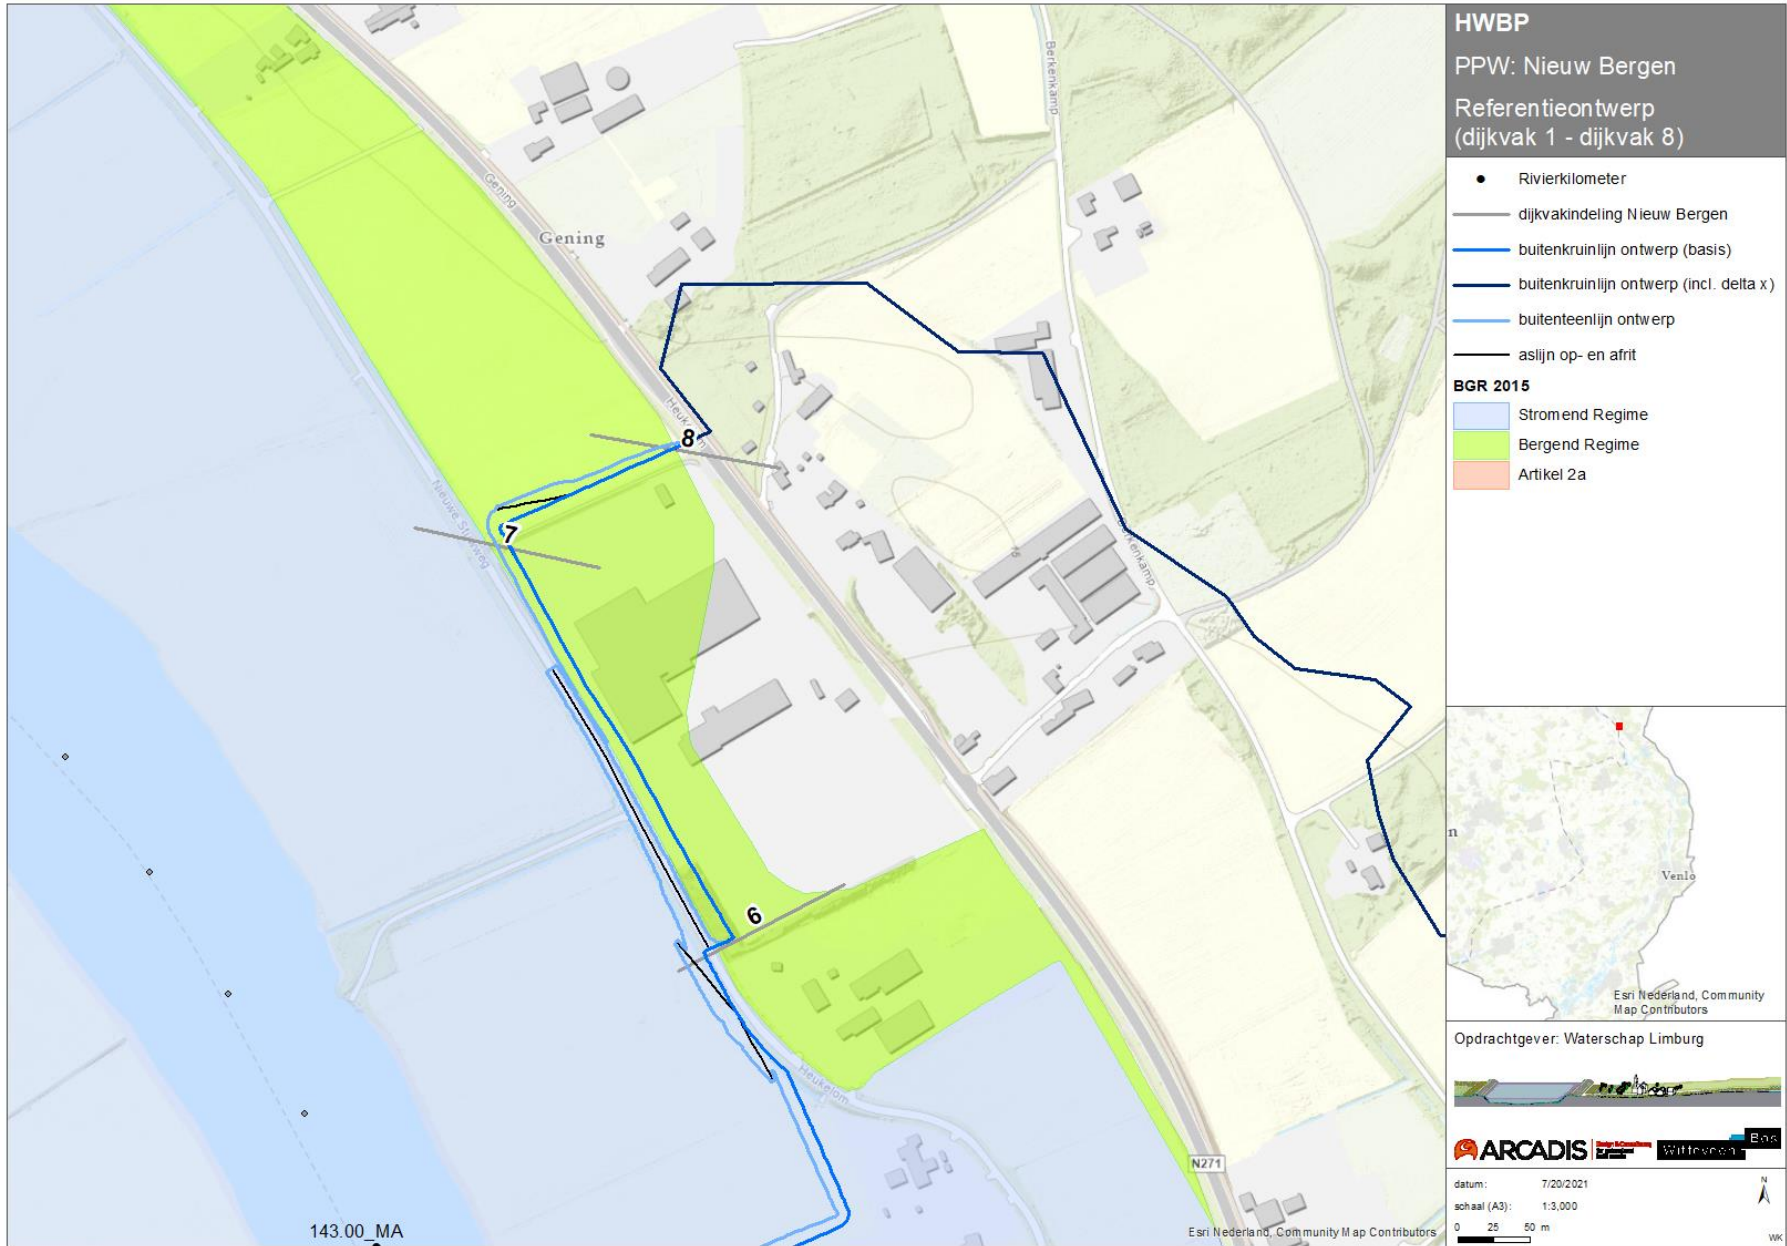 HWBP
PPW: Nieuw Bergen
Referentieontwerp
(dijkvak 1 - dijkvak 8)
Rivierkilometer
dijkvakindeling Nieuw Bergen
buitenkruinlijn ontwerp (basis)
buitenkruinlijn ontwerp (incl. delta x)
buitenteenlijn ontwerp
aslijn op- en afrit
BGR 2015
Stromend Regime
Bergend Regime
Artikel 2a
Berkenkamp
Gening
Gening
8
7
Berkenkamp
6
Heukelom
N271
143.00_MA
Esri Nederland, Community Map Contributors
n
Venlo
Esri Nederland, Community
Map Contributors
Opdrachtgever: Waterschap Limburg
ARCADIS
Witteveen
Bos
datum: 7/20/2021
schaal (A3): 1:3,000
N
0 25 50 m
WK